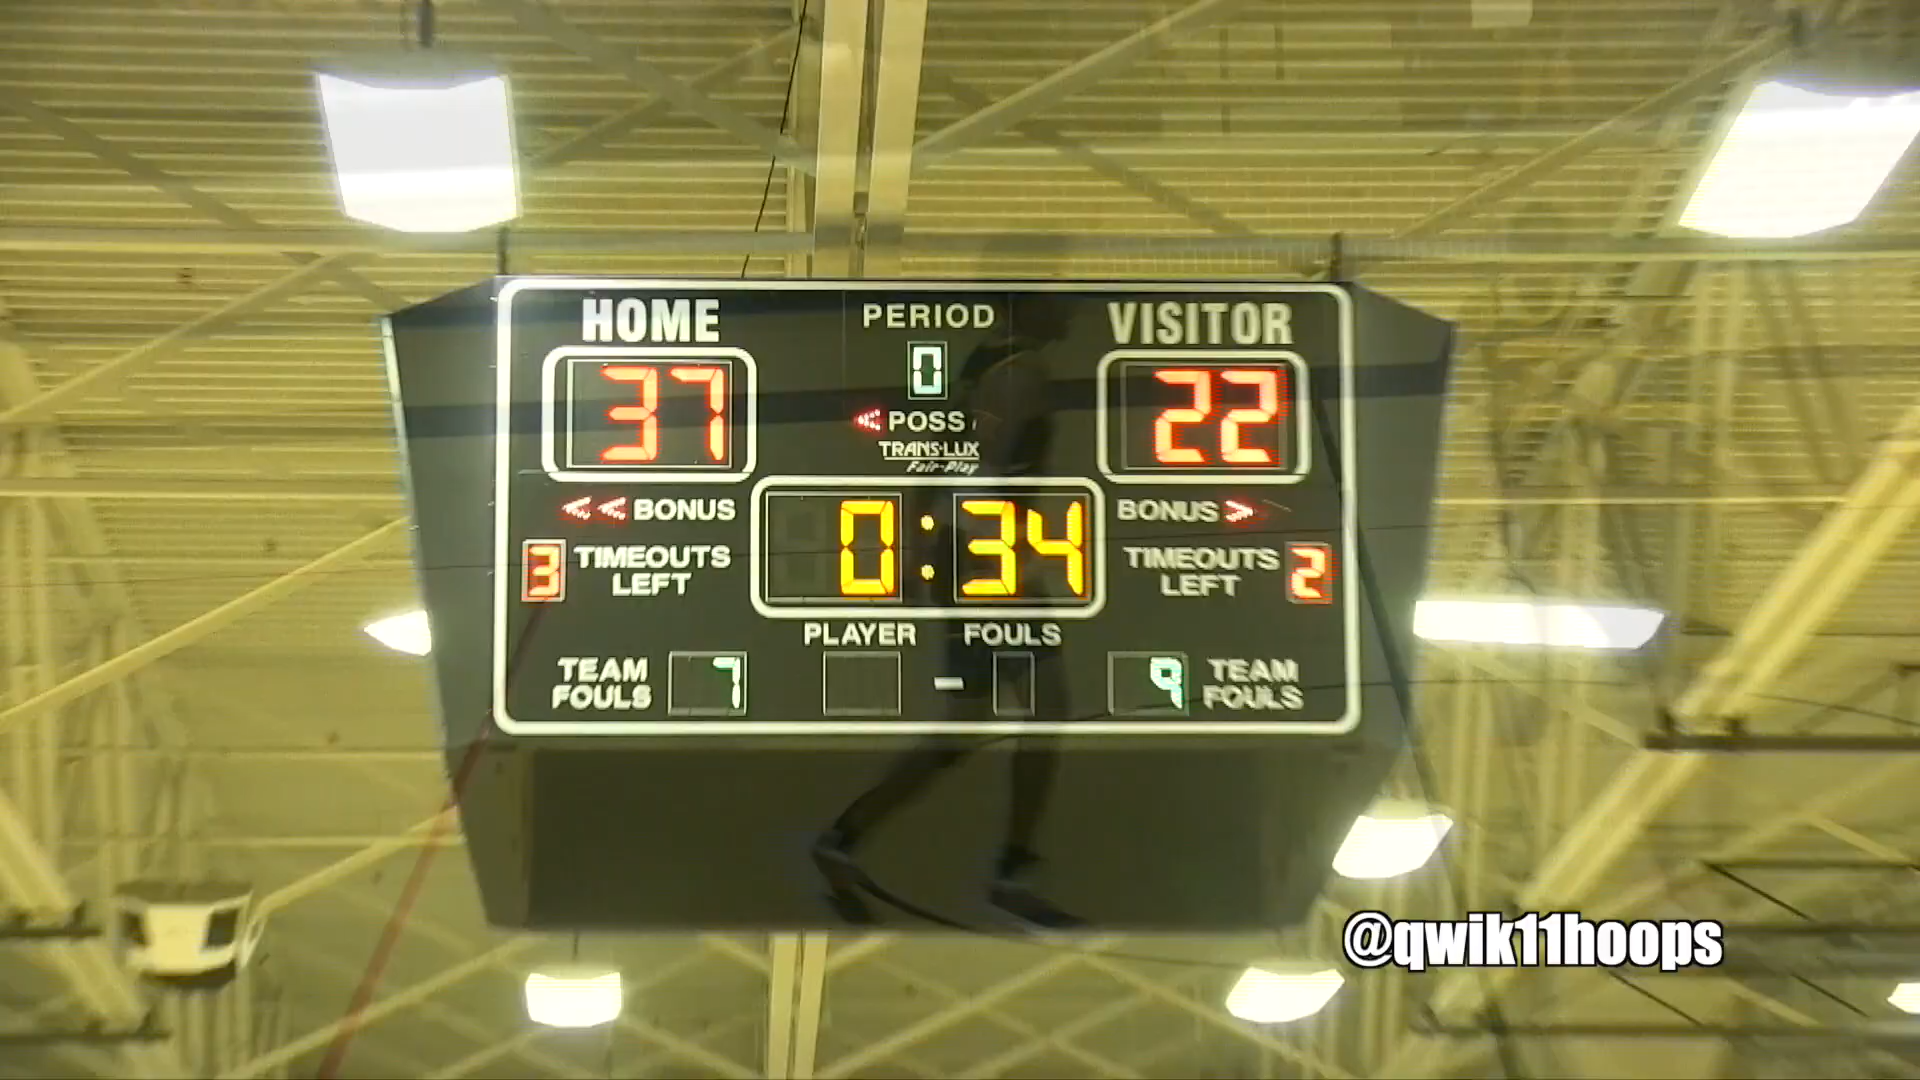 HOME PERIOD VISITOR
37 0 22
POSS
TRANS·LUX
Fair-Play
BONUS 0:34 BONUS
3 TIMEOUTS LEFT TIMEOUTS LEFT 2
PLAYER FOULS
TEAM FOULS 7 - 9 TEAM FOULS
@qwik11hoops